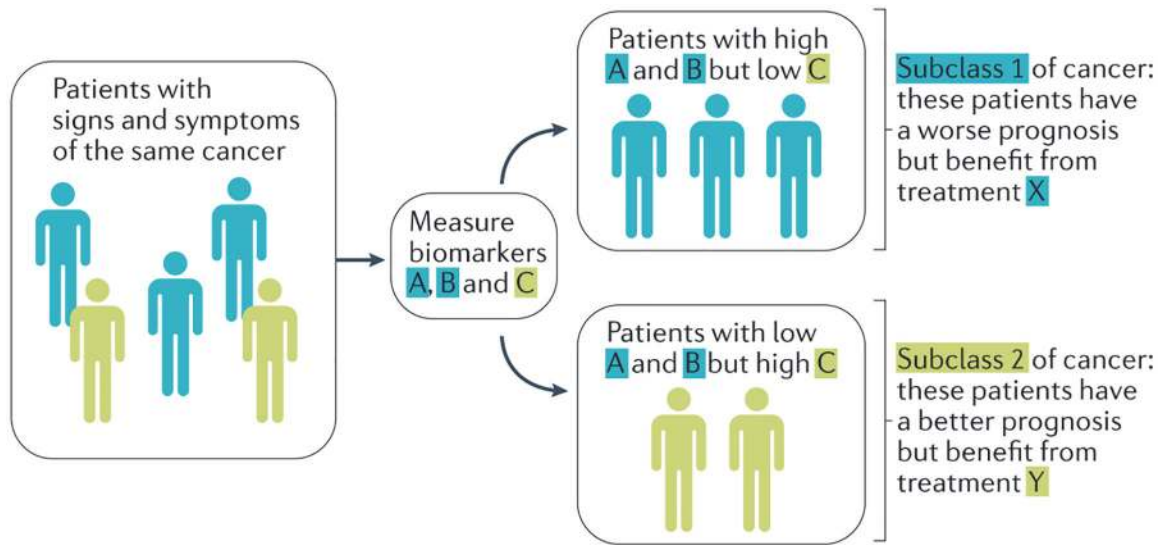 Patients with
signs and symptoms
of the same cancer
Measure
biomarkers
A, B and C
Patients with high
A and B but low C
Subclass 1 of cancer:
these patients have
a worse prognosis
but benefit from
treatment X
Patients with low
A and B but high C
Subclass 2 of cancer:
these patients have
a better prognosis
but benefit from
treatment Y